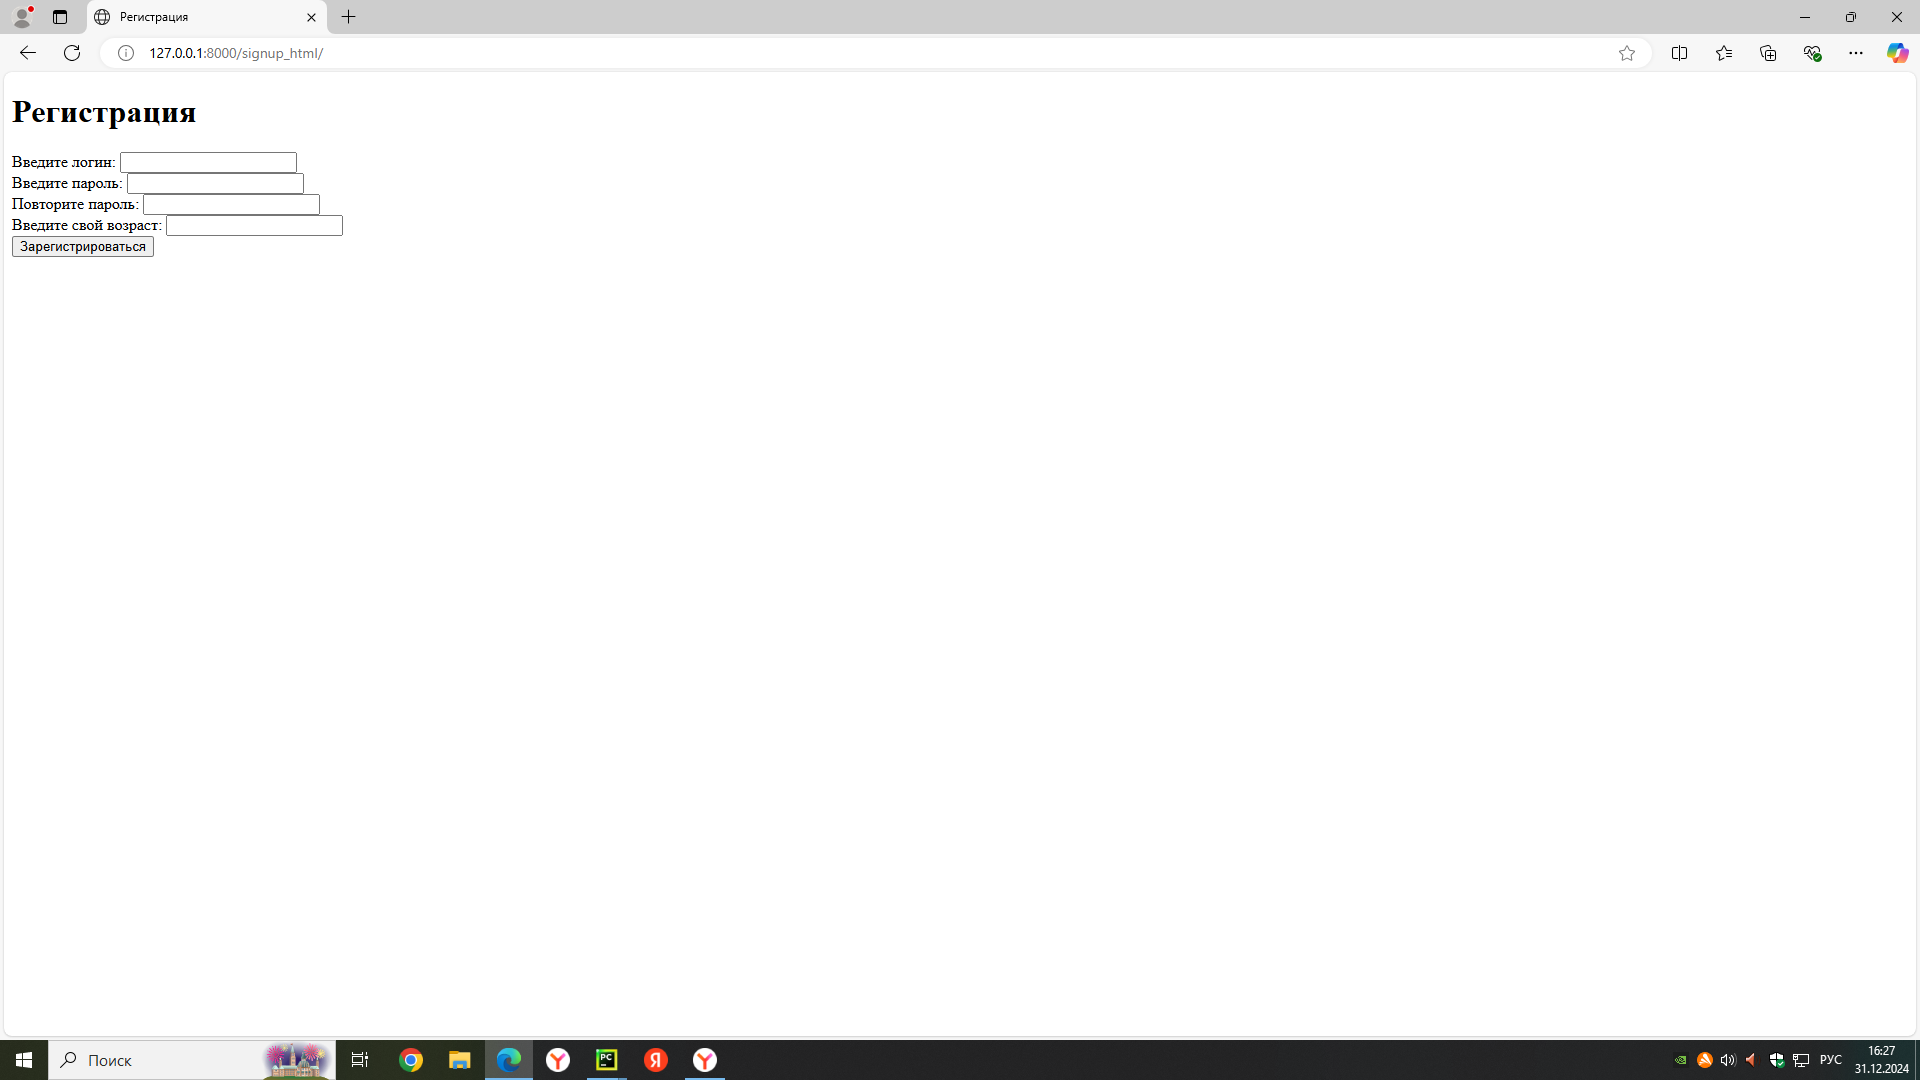 Регистрация
127.0.0.1:8000/signup_html/
Регистрация
Введите логин:
Введите пароль:
Повторите пароль:
Введите свой возраст:
Зарегистрироваться
Поиск
PC
Я
РУС
16:27
31.12.2024